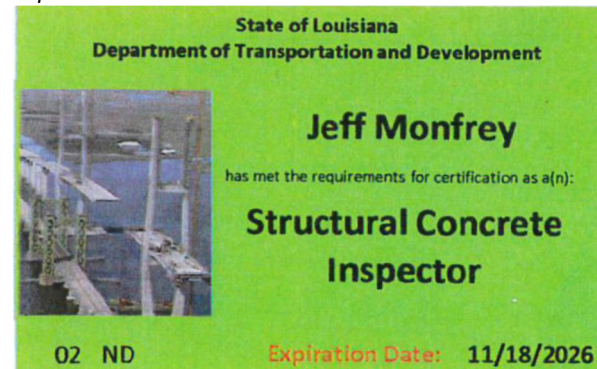 State of Louisiana
Department of Transportation and Development
Jeff Monfrey
has met the requirements for certification as a(n):
Structural Concrete
Inspector
02 ND Expiration Date: 11/18/2026